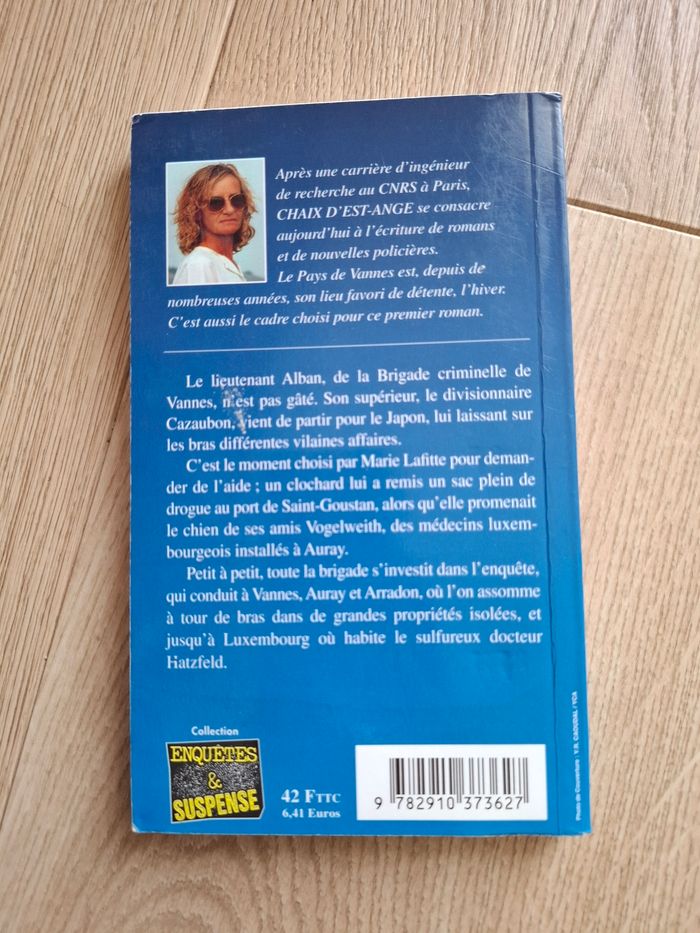 Après une carrière d'ingénieur
de recherche au CNRS à Paris,
CHAIX D'EST-ANGE se consacre
aujourd'hui à l'écriture de romans
et de nouvelles policières.
Le Pays de Vannes est, depuis de
nombreuses années, son lieu favori de détente, l'hiver.
C'est aussi le cadre choisi pour ce premier roman.
Le lieutenant Alban, de la Brigade criminelle de
Vannes, n'est pas gâté. Son supérieur, le divisionnaire
Cazaubon, vient de partir pour le Japon, lui laissant sur
les bras différentes vilaines affaires.
C'est le moment choisi par Marie Lafitte pour deman-
der de l'aide ; un clochard lui a remis un sac plein de
drogue au port de Saint-Goustan, alors qu'elle promenait
le chien de ses amis Vogelweith, des médecins luxem-
bourgeois installés à Auray.
Petit à petit, toute la brigade s'investit dans l'enquête,
qui conduit à Vannes, Auray et Arradon, où l'on assomme
à tour de bras dans de grandes propriétés isolées, et
jusqu'à Luxembourg où habite le sulfureux docteur
Hatzfeld.
Collection
ENQUÊTES
&
SUSPENSE
42 FTTC
6,41 Euros
9 782910 373627
Photo de Couverture : Y.R. CAOUDAL / YCA